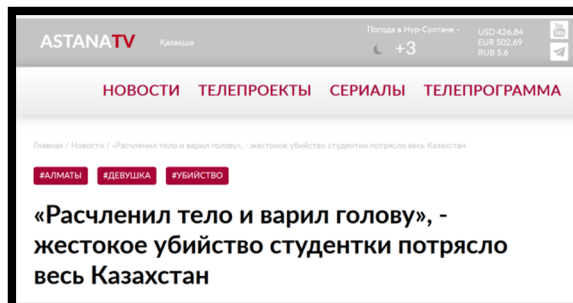 ASTANATV Қазақша Погода в Нур-Султане – USD 426.84
+3 EUR 502.69
RUB 5.6
You Tube
НОВОСТИ ТЕЛЕПРОЕКТЫ СЕРИАЛЫ ТЕЛЕПРОГРАММА
Главная / Новости / «Расчленил тело и варил голову», - жестокое убийство студентки потрясло весь Казахстан
#АЛМАТЫ #ДЕВУШКА #УБИЙСТВО
«Расчленил тело и варил голову», -
жестокое убийство студентки потрясло
весь Казахстан